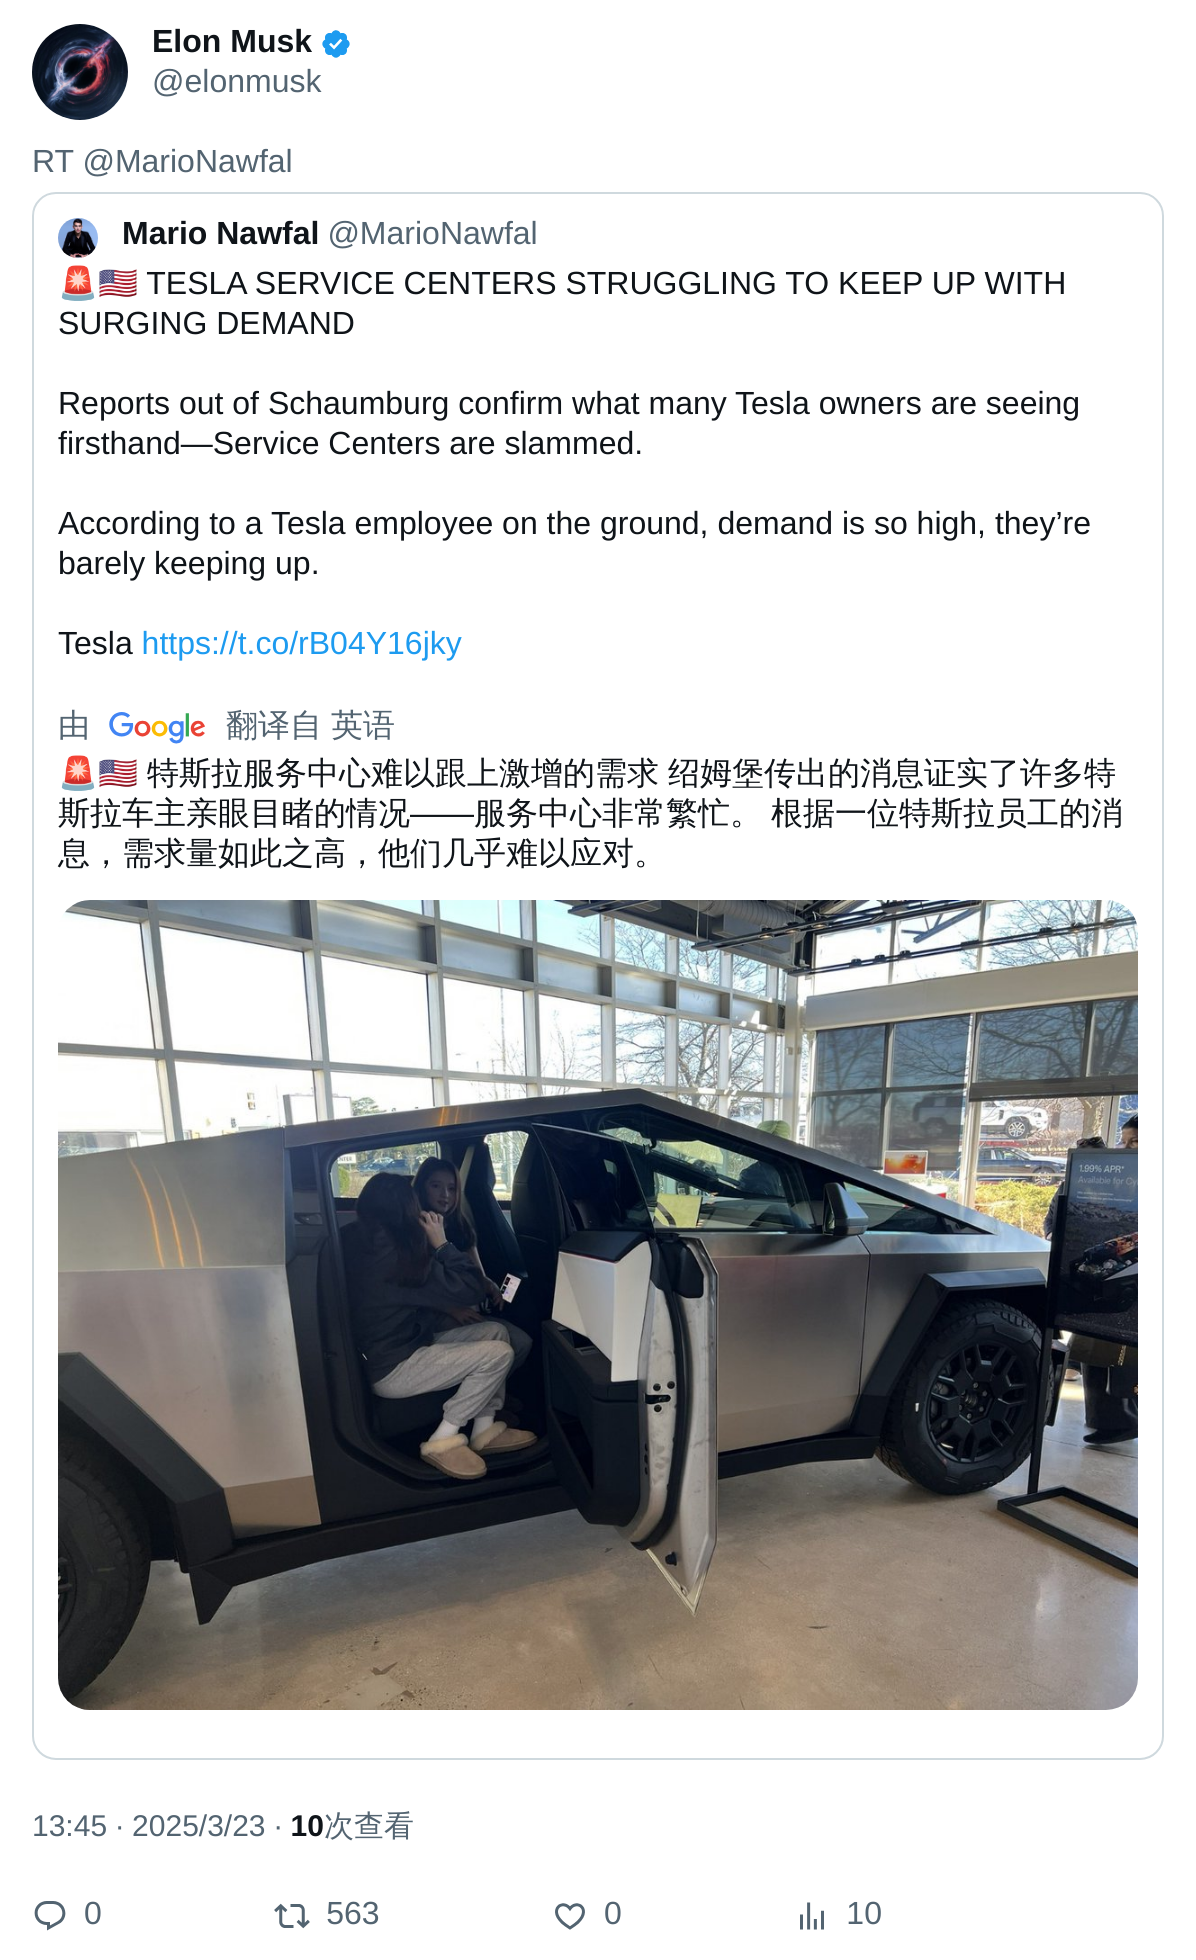 Elon Musk
@elonmusk
RT @MarioNawfal
Mario Nawfal @MarioNawfal
🚨🇺🇸 TESLA SERVICE CENTERS STRUGGLING TO KEEP UP WITH
SURGING DEMAND
Reports out of Schaumburg confirm what many Tesla owners are seeing
firsthand—Service Centers are slammed.
According to a Tesla employee on the ground, demand is so high, they’re
barely keeping up.
Tesla https://t.co/rB04Y16jky
由 Google 翻译自 英语
🚨🇺🇸 特斯拉服务中心难以跟上激增的需求 绍姆堡传出的消息证实了许多特
斯拉车主亲眼目睹的情况——服务中心非常繁忙。 根据一位特斯拉员工的消
息，需求量如此之高，他们几乎难以应对。
1.99% APR*
Available for Cy
13:45 · 2025/3/23 · 10次查看
0 563 0 10